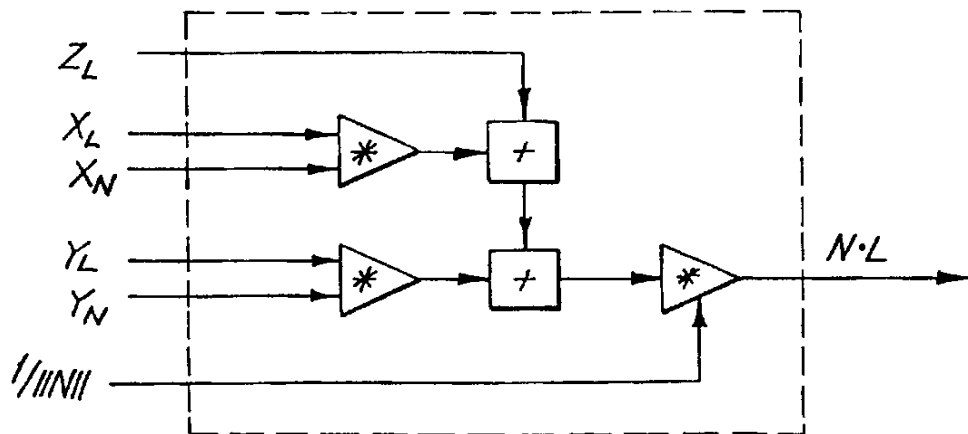 Z_L
X_L
*
+
X_N
Y_L
*
+
*
N·L
Y_N
1/||N||